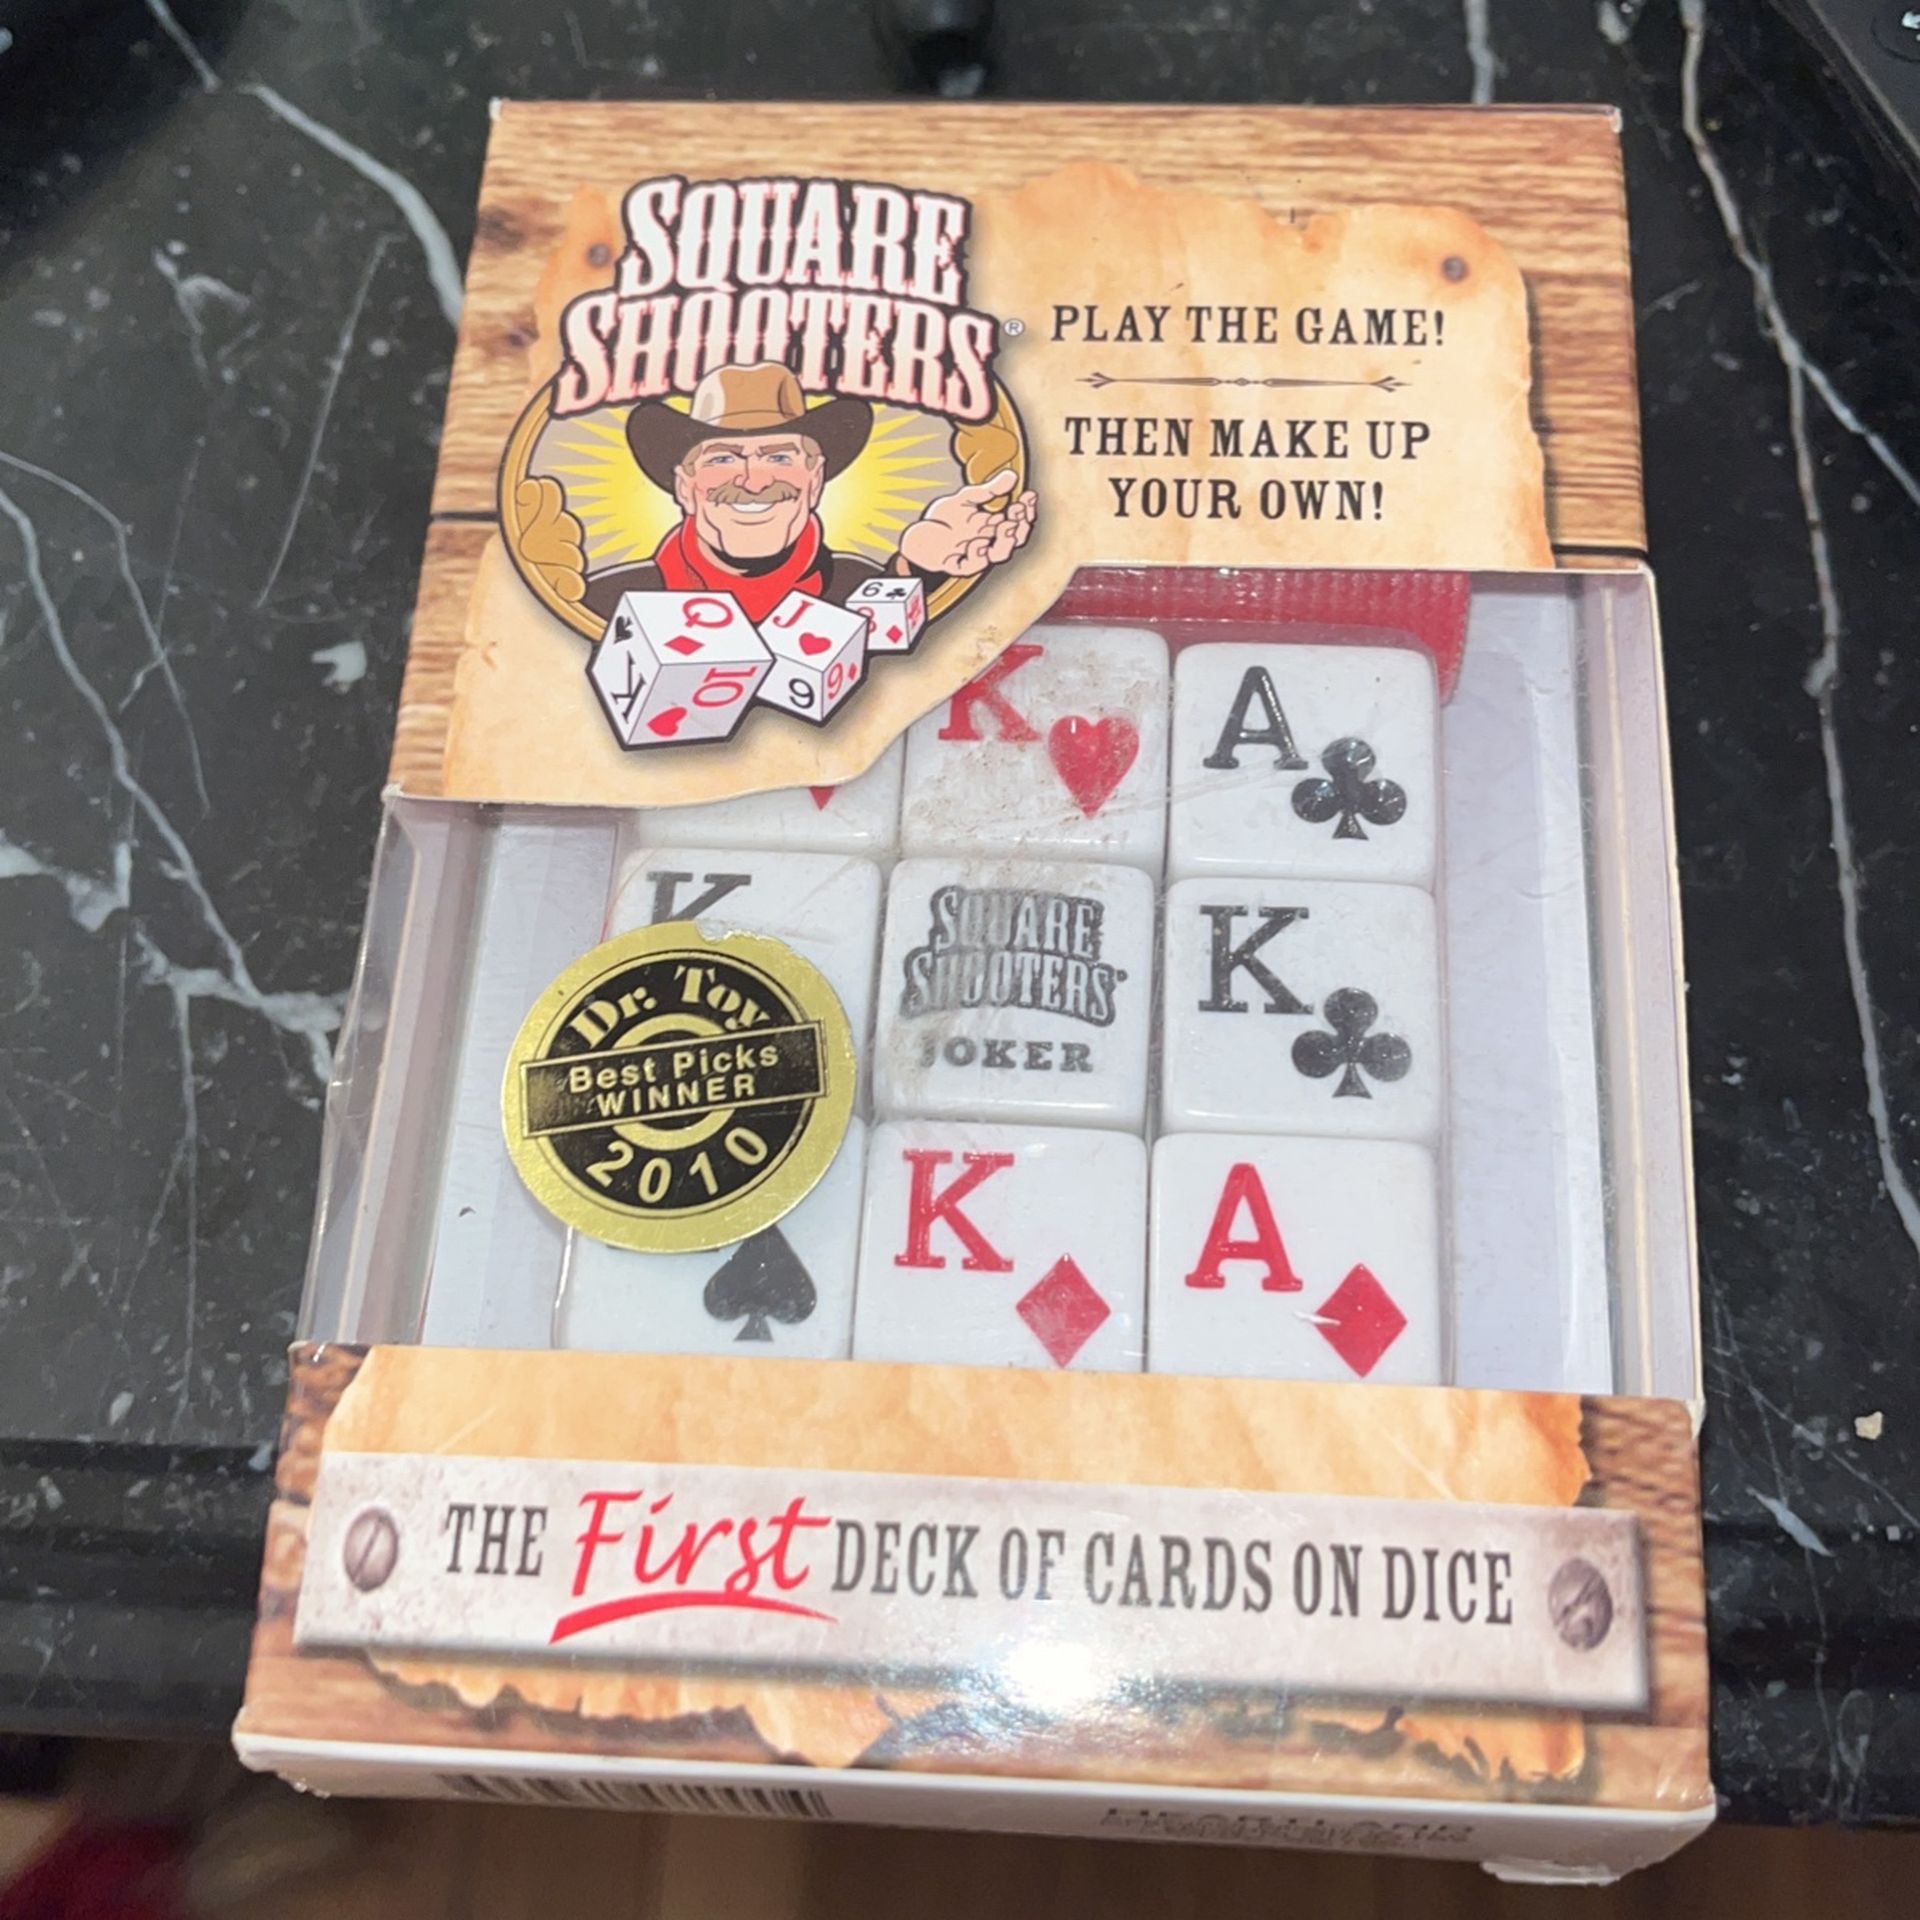 SQUARE
SHOOTERS®
PLAY THE GAME!
THEN MAKE UP
YOUR OWN!
Q
J
6
8
K
10
9
9
K
A
K
SQUARE
SHOOTERS®
JOKER
K
Dr. Toy
Best Picks
WINNER
2010
K
A
THE First DECK OF CARDS ON DICE